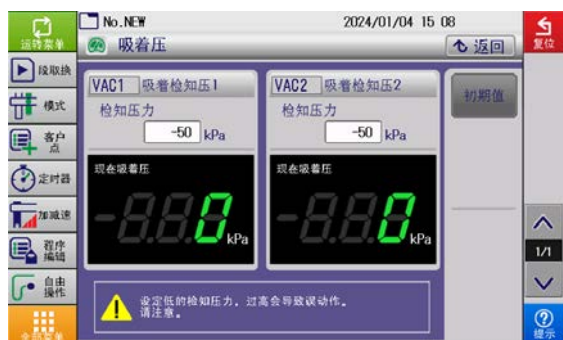 No.NEW
2024/01/04 15 08
运转菜单
吸着压
返回
复位
段取换
VAC1
吸着检知压1
VAC2
吸着检知压2
初期值
模式
检知压力
检知压力
-50 kPa
-50 kPa
客户点
现在吸着压
现在吸着压
定时器
0 kPa
0 kPa
加减速
1/1
程序编辑
自由操作
设定低的检知压力，过高会导致误动作。
请注意。
全部菜单
提示